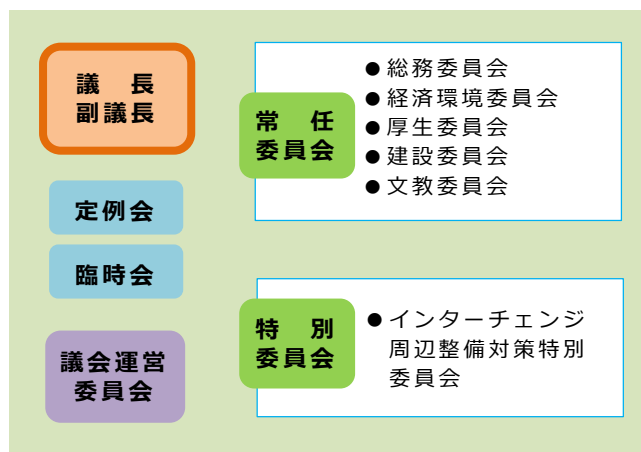 議 長
副議長
定例会
臨時会
議会運営
委員会
常 任
委員会
●総務委員会
●経済環境委員会
●厚生委員会
●建設委員会
●文教委員会
特 別
委員会
●インターチェンジ
周辺整備対策特別
委員会